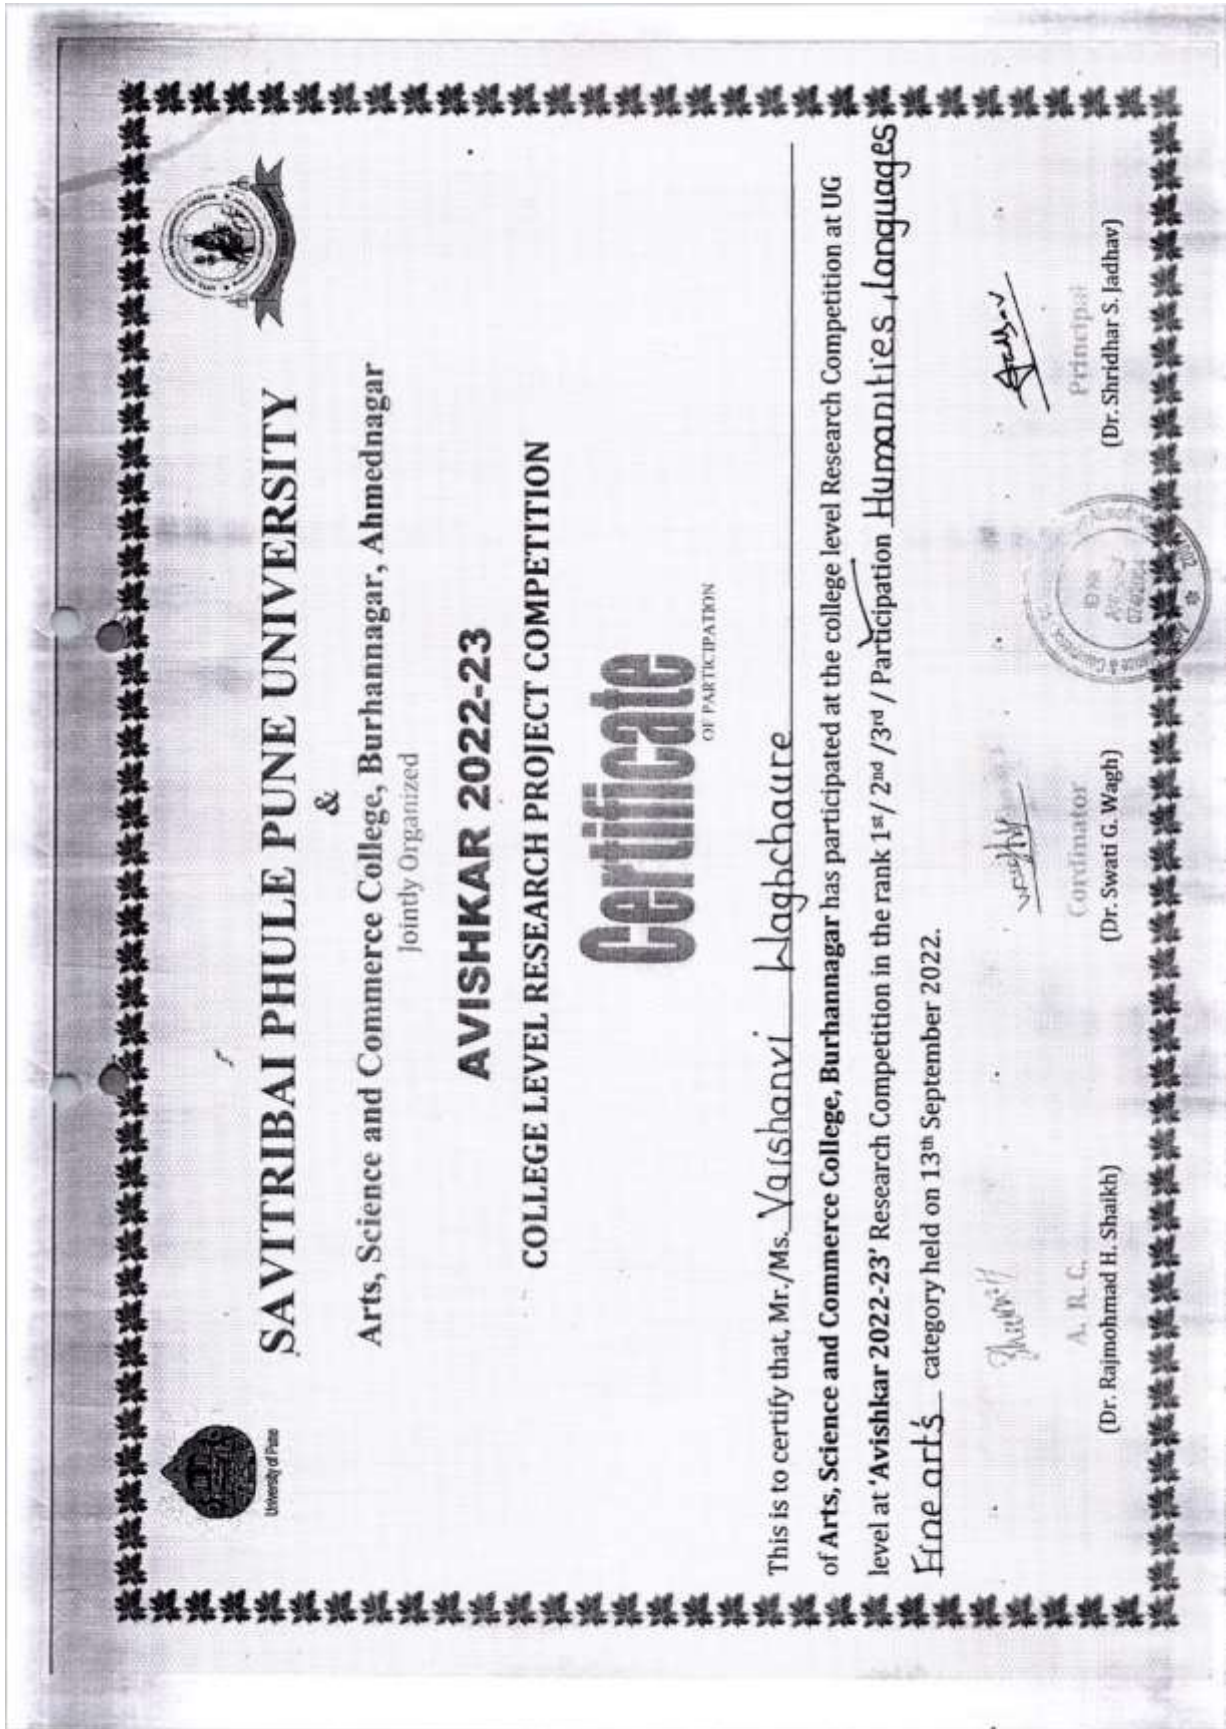 University of Pune
SAVITRIBAI PHULE PUNE UNIVERSITY
&
Arts, Science and Commerce College, Burhannagar, Ahmednagar
Jointly Organized
AVISHKAR 2022-23
COLLEGE LEVEL RESEARCH PROJECT COMPETITION
Certificate
OF PARTICIPATION
This is to certify that, Mr./Ms. Vaishanvi Waghchaure
of Arts, Science and Commerce College, Burhannagar has participated at the college level Research Competition at UG
level at 'Avishkar 2022-23' Research Competition in the rank 1st/ 2nd /3rd / Participation Humanities, languages
Fine arts category held on 13th September 2022.
A. R. C. Cordinator Principal
(Dr. Rajmohmad H. Shaikh) (Dr. Swati G. Wagh) (Dr. Shridhar S. Jadhav)